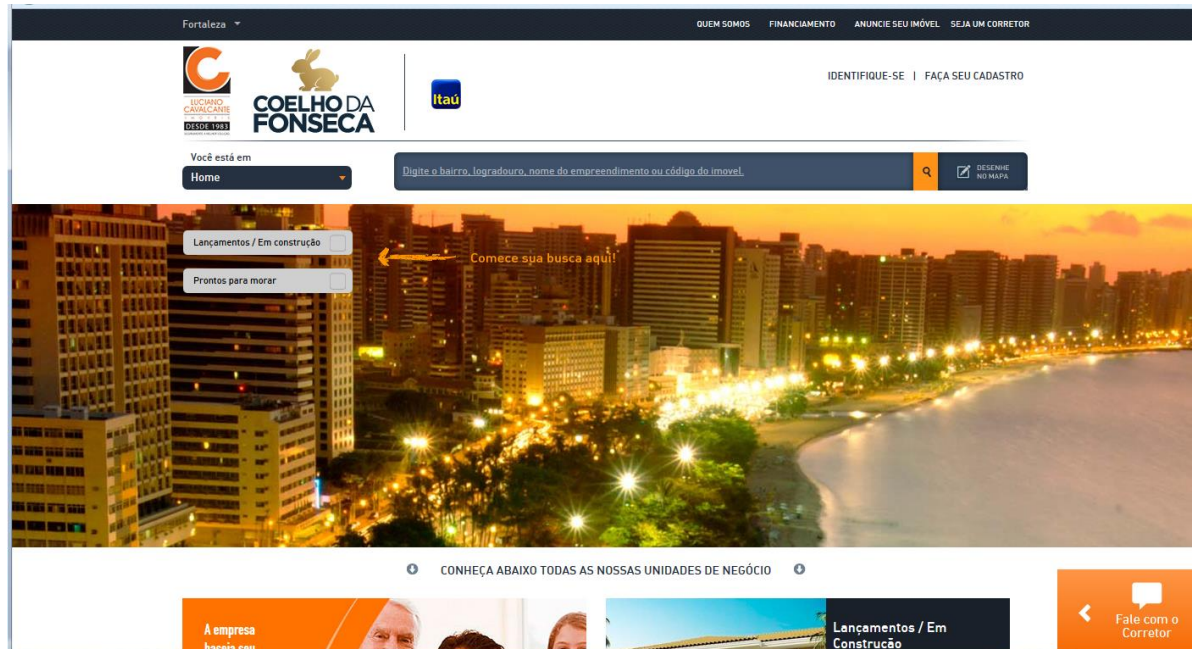 Fortaleza
QUEM SOMOS FINANCIAMENTO ANUNCIE SEU IMÓVEL SEJA UM CORRETOR
LUCIANO
CAVALCANTE
IMÓVEIS
DESDE 1983
COELHO DA
FONSECA
Itaú
IDENTIFIQUE-SE | FAÇA SEU CADASTRO
Você está em
Home
Digite o bairro, logradouro, nome do empreendimento ou código do imovel.
DESENHE
NO MAPA
Lançamentos / Em construção
Comece sua busca aqui!
Prontos para morar
CONHEÇA ABAIXO TODAS AS NOSSAS UNIDADES DE NEGÓCIO
A empresa
baseia seu
Lançamentos / Em
Construção
Fale com o
Corretor